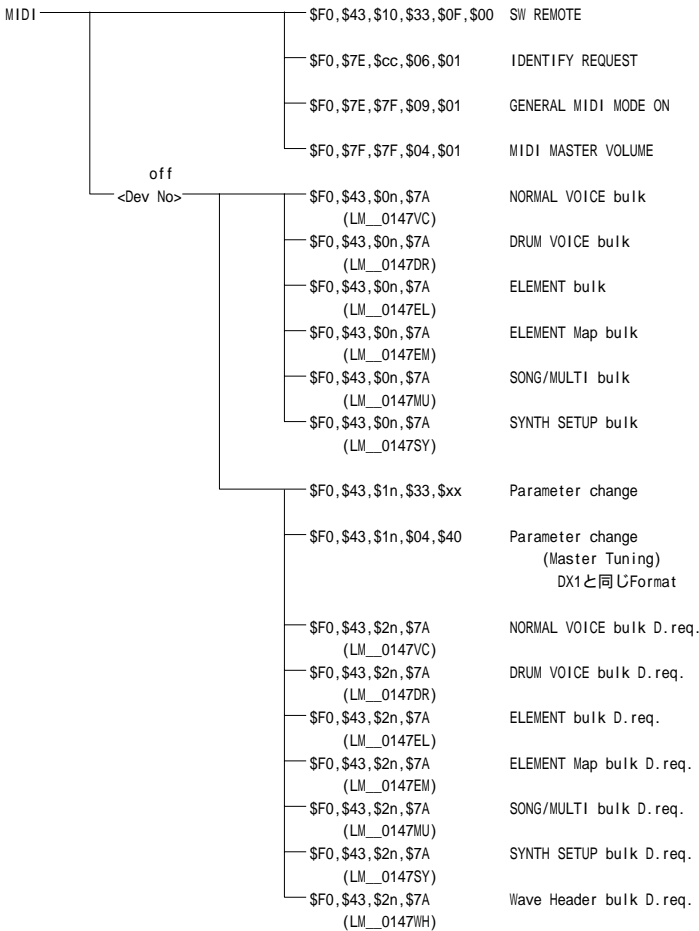 MIDI $F0,$43,$10,$33,$0F,$00 SW REMOTE
$F0,$7E,$cc,$06,$01 IDENTIFY REQUEST
$F0,$7E,$7F,$09,$01 GENERAL MIDI MODE ON
$F0,$7F,$7F,$04,$01 MIDI MASTER VOLUME
off
<Dev No> $F0,$43,$0n,$7A NORMAL VOICE bulk
(LM__0147VC)
$F0,$43,$0n,$7A DRUM VOICE bulk
(LM__0147DR)
$F0,$43,$0n,$7A ELEMENT bulk
(LM__0147EL)
$F0,$43,$0n,$7A ELEMENT Map bulk
(LM__0147EM)
$F0,$43,$0n,$7A SONG/MULTI bulk
(LM__0147MU)
$F0,$43,$0n,$7A SYNTH SETUP bulk
(LM__0147SY)
$F0,$43,$1n,$33,$xx Parameter change
$F0,$43,$1n,$04,$40 Parameter change
(Master Tuning)
DX1と同じFormat
$F0,$43,$2n,$7A NORMAL VOICE bulk D.req.
(LM__0147VC)
$F0,$43,$2n,$7A DRUM VOICE bulk D.req.
(LM__0147DR)
$F0,$43,$2n,$7A ELEMENT bulk D.req.
(LM__0147EL)
$F0,$43,$2n,$7A ELEMENT Map bulk D.req.
(LM__0147EM)
$F0,$43,$2n,$7A SONG/MULTI bulk D.req.
(LM__0147MU)
$F0,$43,$2n,$7A SYNTH SETUP bulk D.req.
(LM__0147SY)
$F0,$43,$2n,$7A Wave Header bulk D.req.
(LM__0147WH)